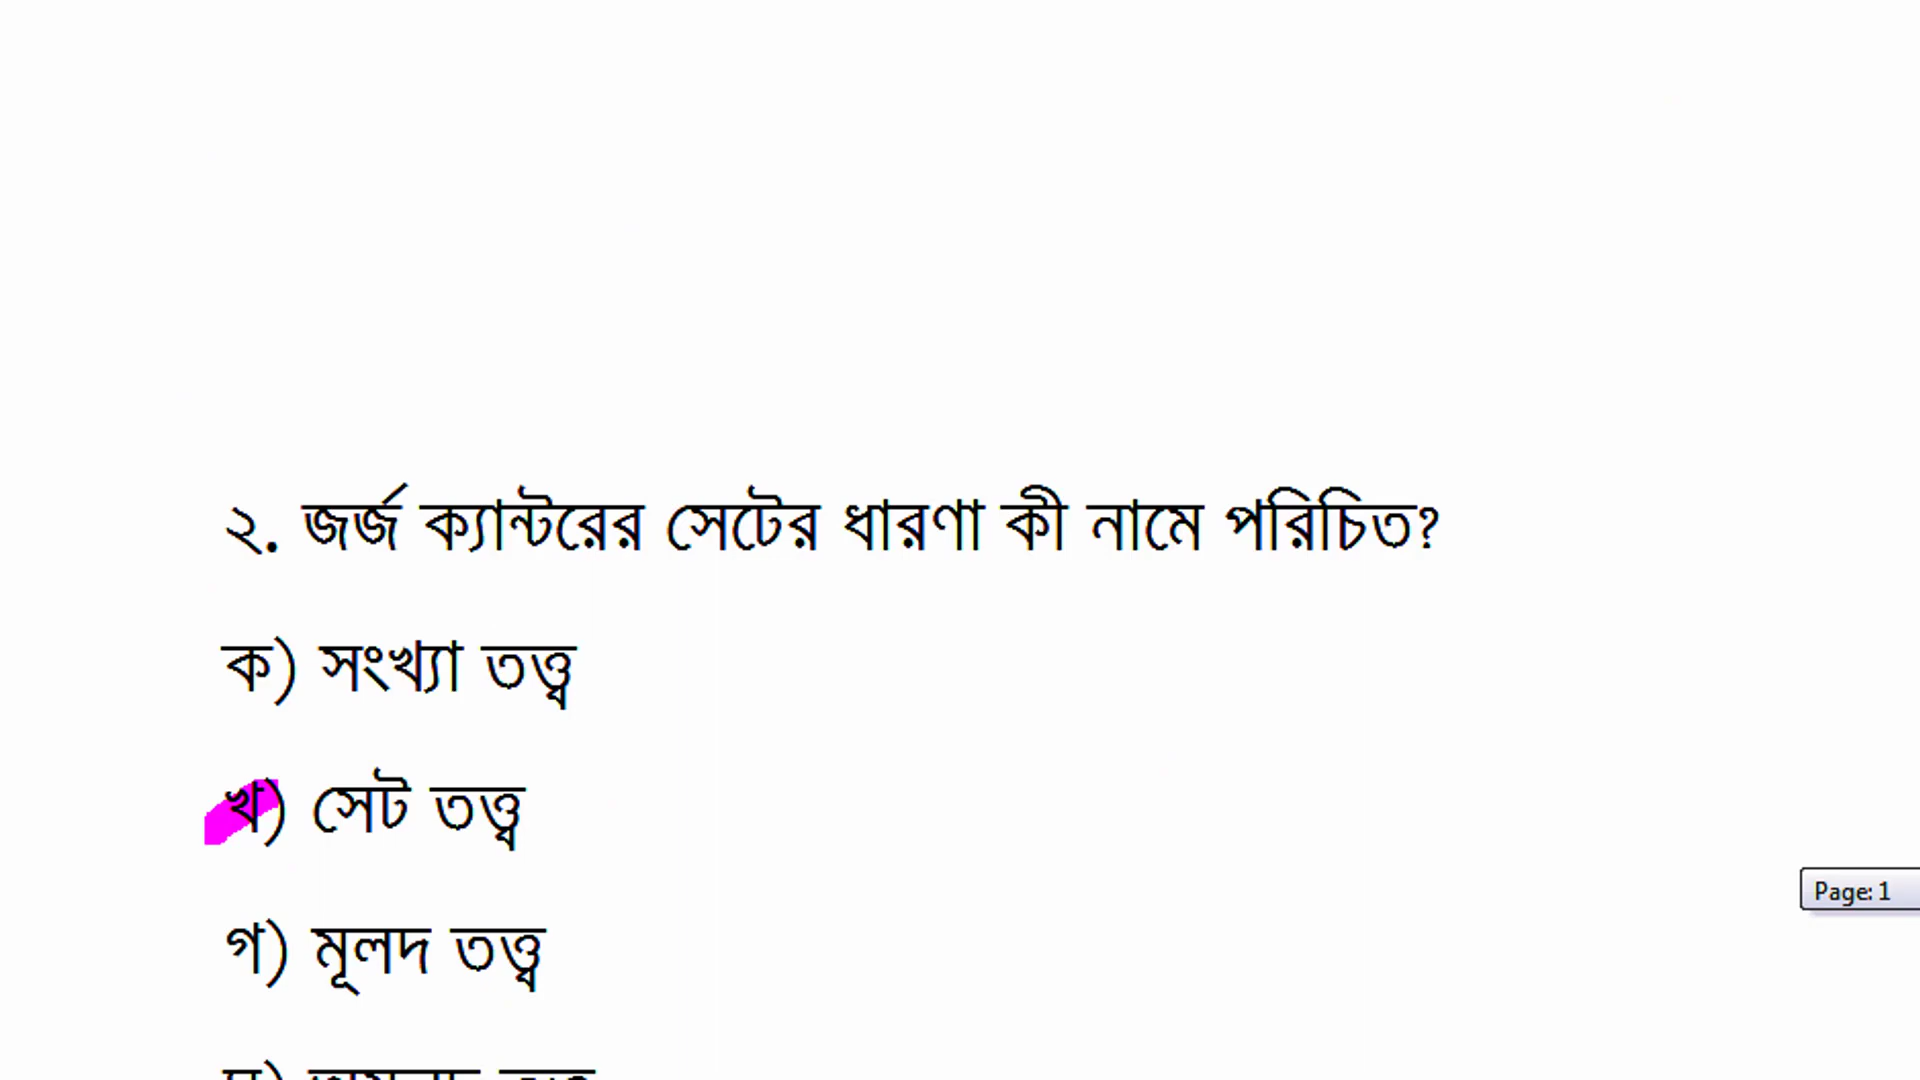 ২. জর্জ ক্যান্টরের সেটের ধারণা কী নামে পরিচিত?
ক) সংখ্যা তত্ত্ব
খ) সেট তত্ত্ব
Page: 1
গ) মূলদ তত্ত্ব